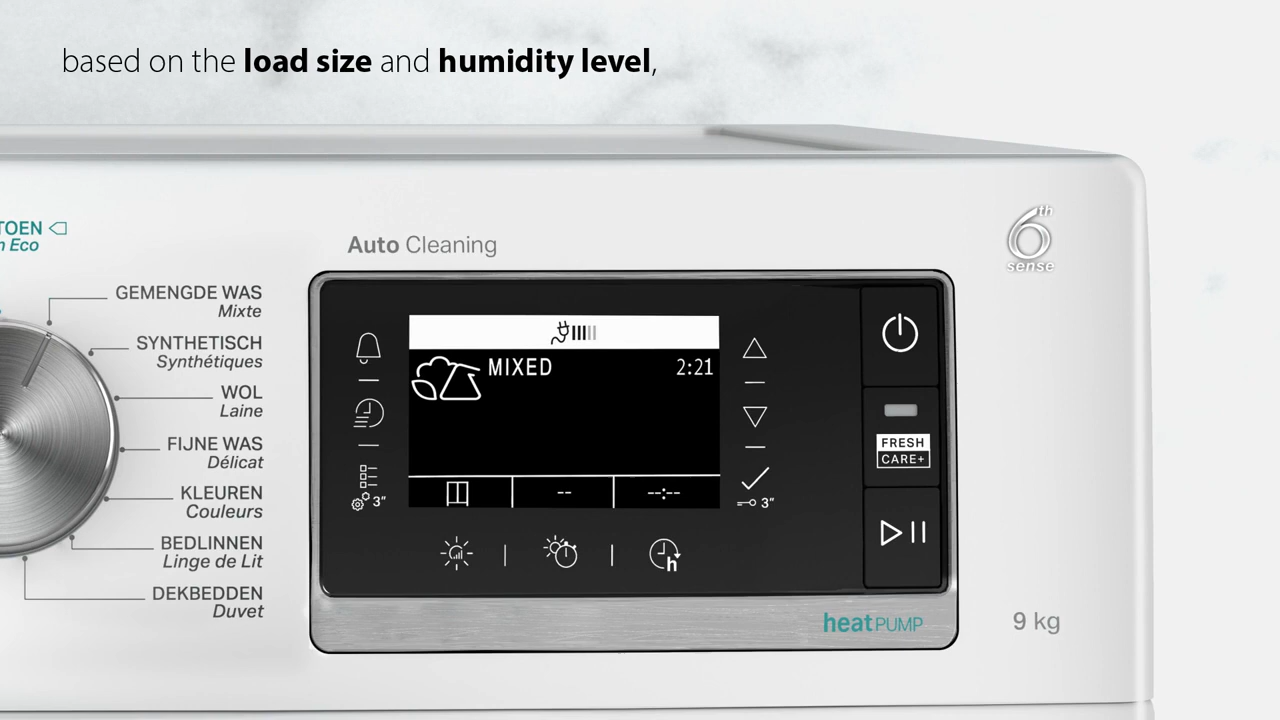 based on the load size and humidity level,
TOEN
n Eco
Auto Cleaning
6th
sense
GEMENGDE WAS
Mixte
SYNTHETISCH
Synthétiques
WOL
Laine
FIJNE WAS
Délicat
KLEUREN
Couleurs
BEDLINNEN
Linge de Lit
DEKBEDDEN
Duvet
MIXED 2:21
-- --:--
3”
3”
h
FRESH
CARE+
heatPUMP
9 kg